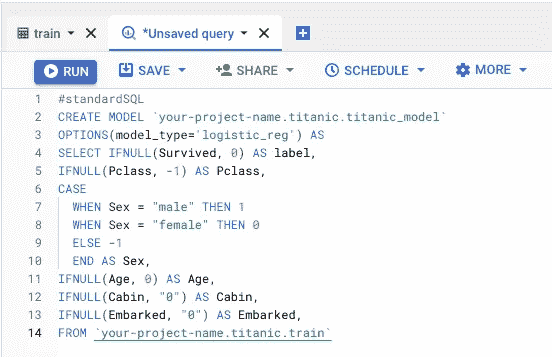 train
*Unsaved query
RUN SAVE SHARE SCHEDULE MORE
1 #standardSQL
2 CREATE MODEL `your-project-name.titanic.titanic_model`
3 OPTIONS(model_type='logistic_reg') AS
4 SELECT IFNULL(Survived, 0) AS label,
5 IFNULL(Pclass, -1) AS Pclass,
6 CASE
7 WHEN Sex = "male" THEN 1
8 WHEN Sex = "female" THEN 0
9 ELSE -1
10 END AS Sex,
11 IFNULL(Age, 0) AS Age,
12 IFNULL(Cabin, "0") AS Cabin,
13 IFNULL(Embarked, "0") AS Embarked,
14 FROM `your-project-name.titanic.train`